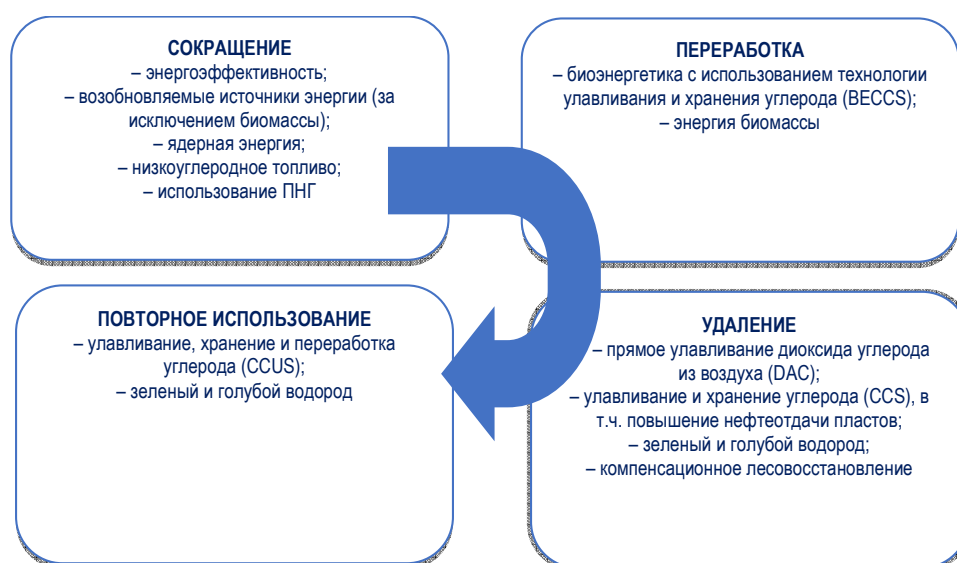 СОКРАЩЕНИЕ
– энергоэффективность;
– возобновляемые источники энергии (за
исключением биомассы);
– ядерная энергия;
– низкоуглеродное топливо;
– использование ПНГ
ПЕРЕРАБОТКА
– биоэнергетика с использованием технологии
улавливания и хранения углерода (BECCS);
– энергия биомассы
ПОВТОРНОЕ ИСПОЛЬЗОВАНИЕ
– улавливание, хранение и переработка
углерода (CCUS);
– зеленый и голубой водород
УДАЛЕНИЕ
– прямое улавливание диоксида углерода
из воздуха (DAC);
– улавливание и хранение углерода (CCS), в
т.ч. повышение нефтеотдачи пластов;
– зеленый и голубой водород;
– компенсационное лесовосстановление